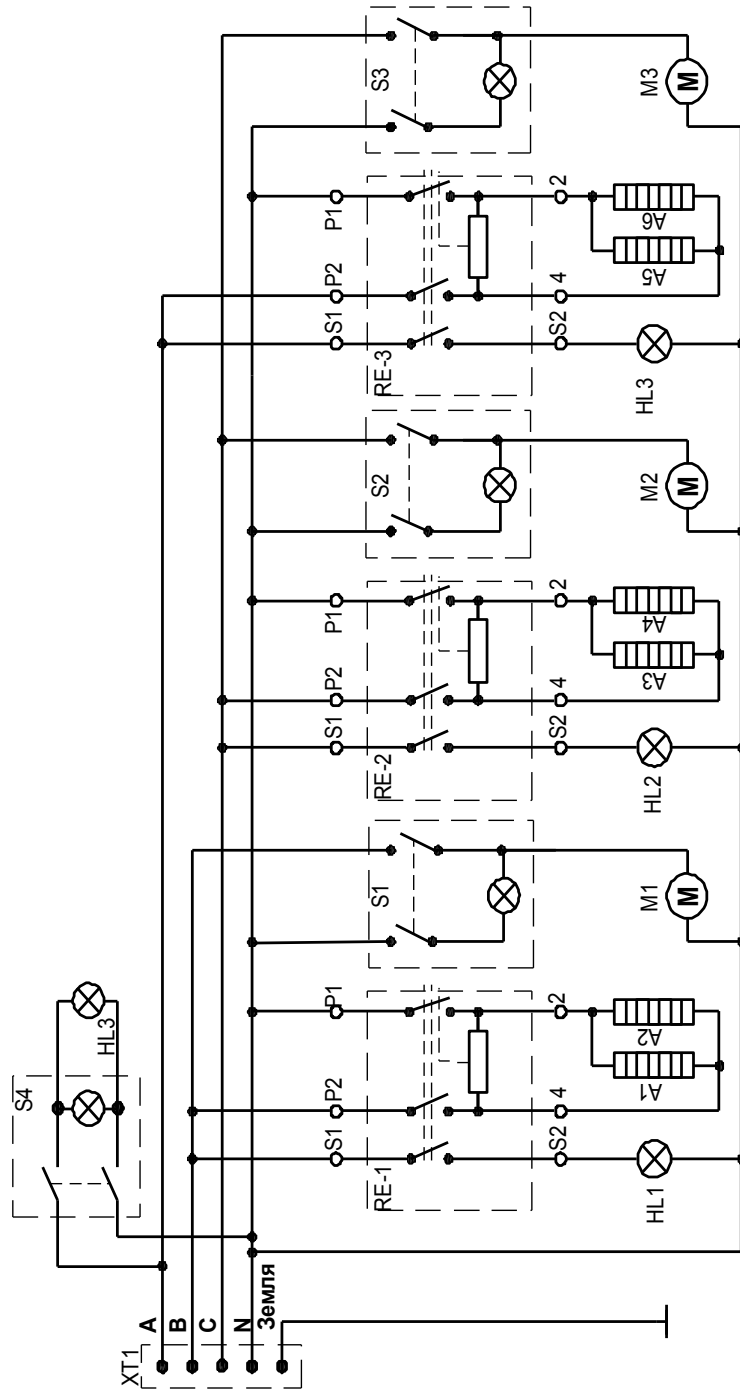 XT1
A
B
C
N
Земля
S4
HL3
S1
P2
P1
RE-1
S2
4
2
HL1
A1
A2
S1
M1
M
S1
P2
P1
RE-2
S2
4
2
HL2
A3
A4
S2
M2
M
S1
P2
P1
RE-3
S2
4
2
HL3
A5
A6
S3
M3
M